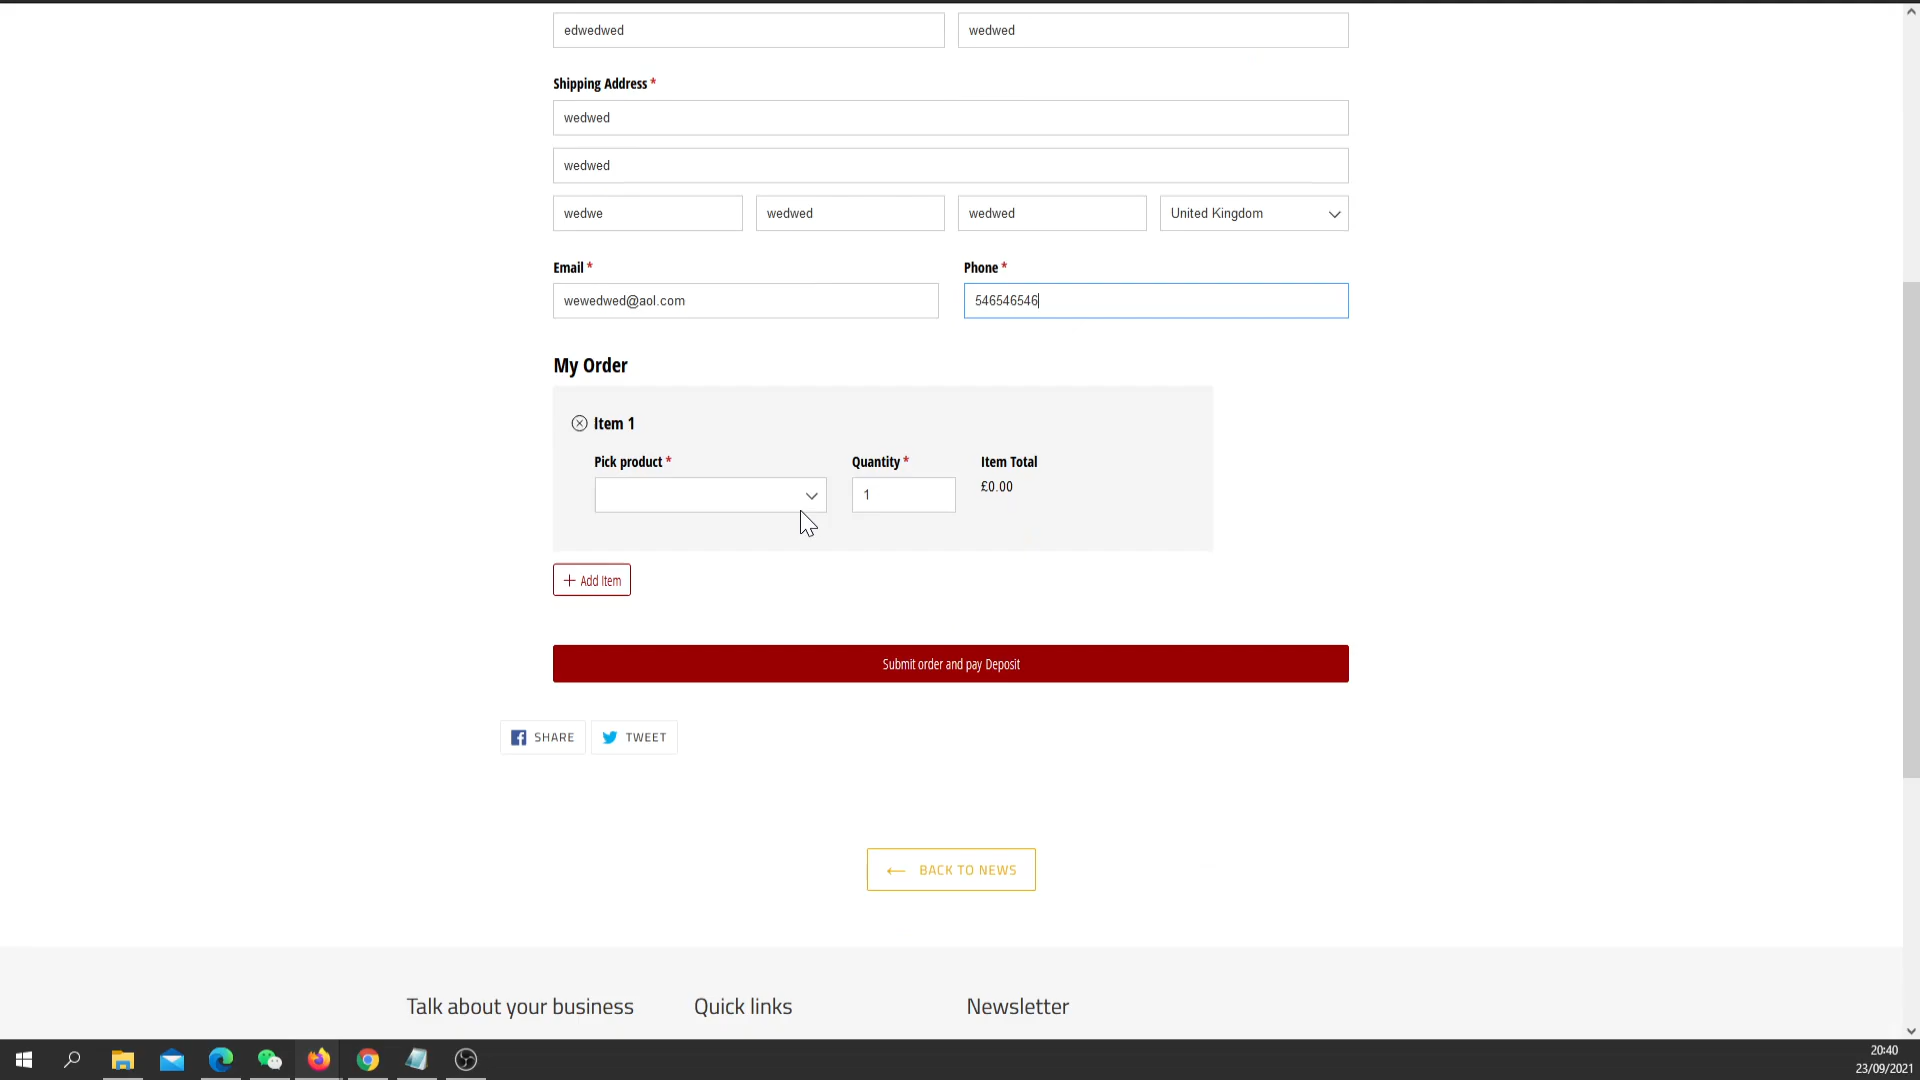 edwedwed wedwed
Shipping Address *
wedwed
wedwed
wedwe wedwed wedwed United Kingdom
Email * Phone *
wewedwed@aol.com 546546546
My Order
Item 1
Pick product * Quantity * Item Total
1 £0.00
Add Item
Submit order and pay Deposit
SHARE TWEET
BACK TO NEWS
Talk about your business Quick links Newsletter
20:40
23/09/2021